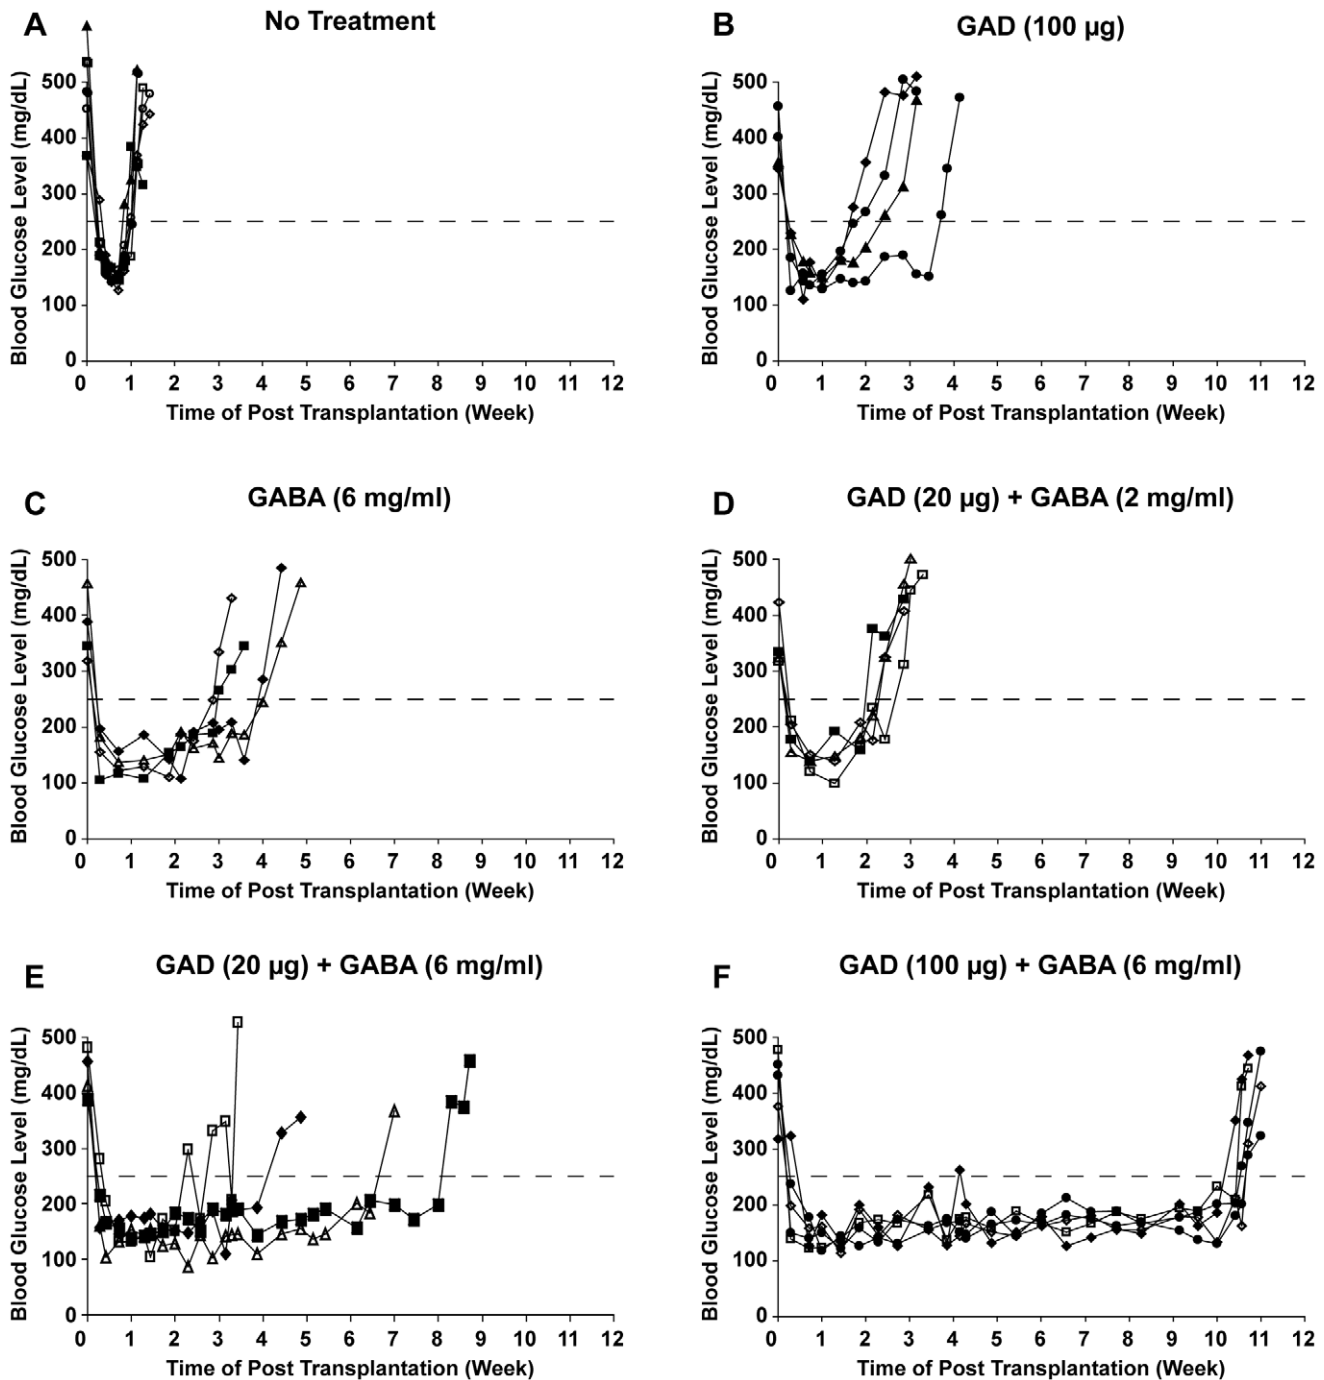 A
No Treatment
Blood Glucose Level (mg/dL)
500
400
300
200
100
0
0 1 2 3 4 5 6 7 8 9 10 11 12
Time of Post Transplantation (Week)
B
GAD (100 µg)
Blood Glucose Level (mg/dL)
500
400
300
200
100
0
0 1 2 3 4 5 6 7 8 9 10 11 12
Time of Post Transplantation (Week)
C
GABA (6 mg/ml)
Blood Glucose Level (mg/dL)
500
400
300
200
100
0
0 1 2 3 4 5 6 7 8 9 10 11 12
Time of Post Transplantation (Week)
D
GAD (20 µg) + GABA (2 mg/ml)
Blood Glucose Level (mg/dL)
500
400
300
200
100
0
0 1 2 3 4 5 6 7 8 9 10 11 12
Time of Post Transplantation (Week)
E
GAD (20 µg) + GABA (6 mg/ml)
Blood Glucose Level (mg/dL)
500
400
300
200
100
0
0 1 2 3 4 5 6 7 8 9 10 11 12
Time of Post Transplantation (Week)
F
GAD (100 µg) + GABA (6 mg/ml)
Blood Glucose Level (mg/dL)
500
400
300
200
100
0
0 1 2 3 4 5 6 7 8 9 10 11 12
Time of Post Transplantation (Week)